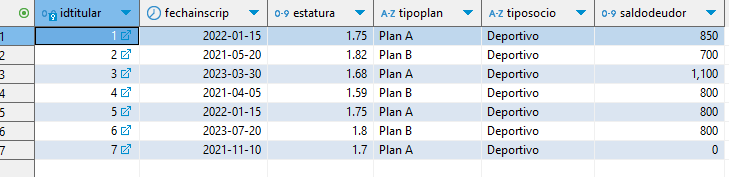 0-9 idtitular fechainscrip 0-9 estatura A-Z tipoplan A-Z tiposocio 0-9 saldodeudor
1 1 2022-01-15 1.75 Plan A Deportivo 850
2 2 2021-05-20 1.82 Plan B Deportivo 700
3 3 2023-03-30 1.68 Plan A Deportivo 1,100
4 4 2021-04-05 1.59 Plan B Deportivo 800
5 5 2022-01-15 1.75 Plan A Deportivo 800
6 6 2023-07-20 1.8 Plan B Deportivo 800
7 7 2021-11-10 1.7 Plan A Deportivo 0